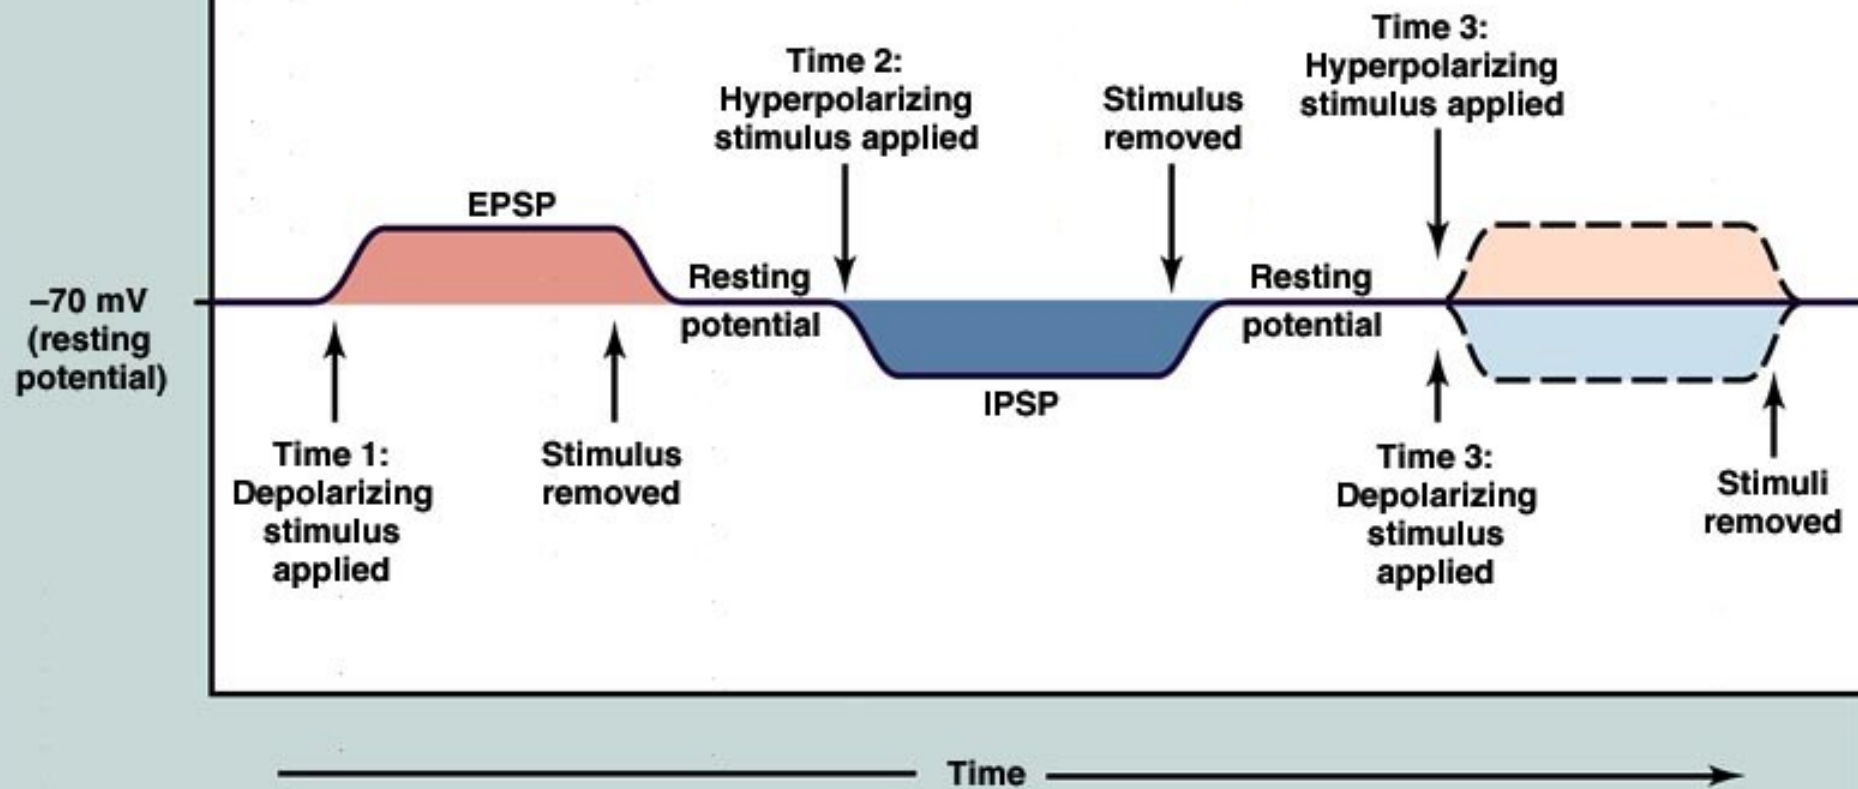 Time 3:
Hyperpolarizing
stimulus applied
Time 2:
Hyperpolarizing
stimulus applied
Stimulus
removed
EPSP
Resting
potential
Resting
potential
–70 mV
(resting
potential)
IPSP
Time 1:
Depolarizing
stimulus
applied
Stimulus
removed
Time 3:
Depolarizing
stimulus
applied
Stimuli
removed
Time